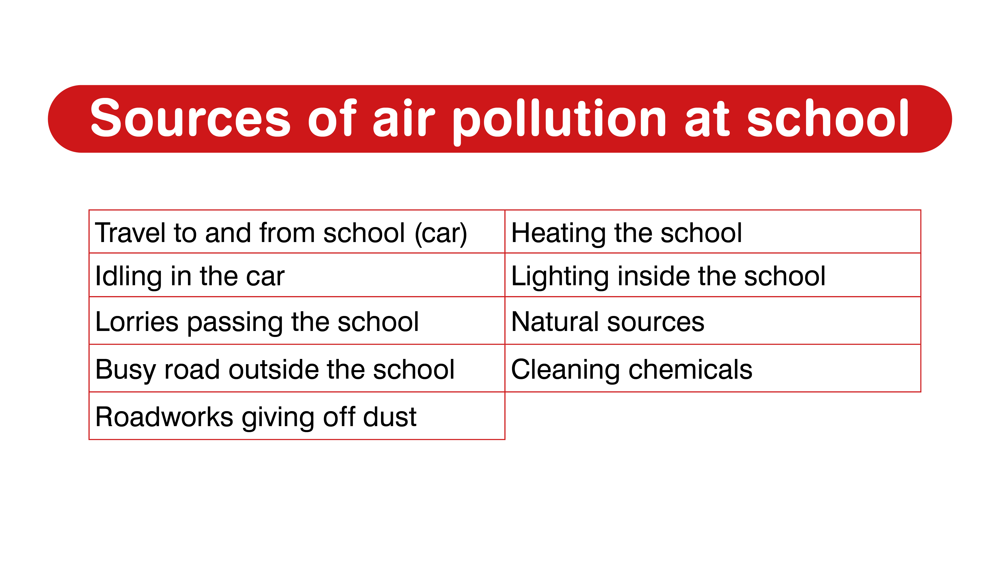 Sources of air pollution at school
Travel to and from school (car)
Heating the school
Idling in the car
Lighting inside the school
Lorries passing the school
Natural sources
Busy road outside the school
Cleaning chemicals
Roadworks giving off dust